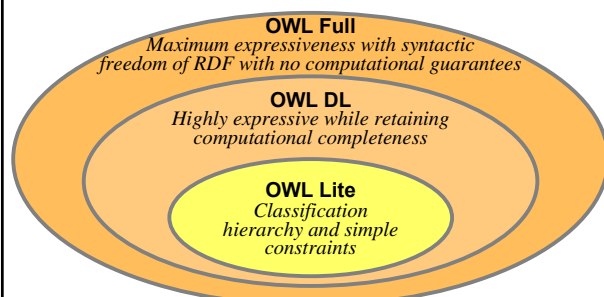 OWL Full
Maximum expressiveness with syntactic
freedom of RDF with no computational guarantees
OWL DL
Highly expressive while retaining
computational completeness
OWL Lite
Classification
hierarchy and simple
constraints